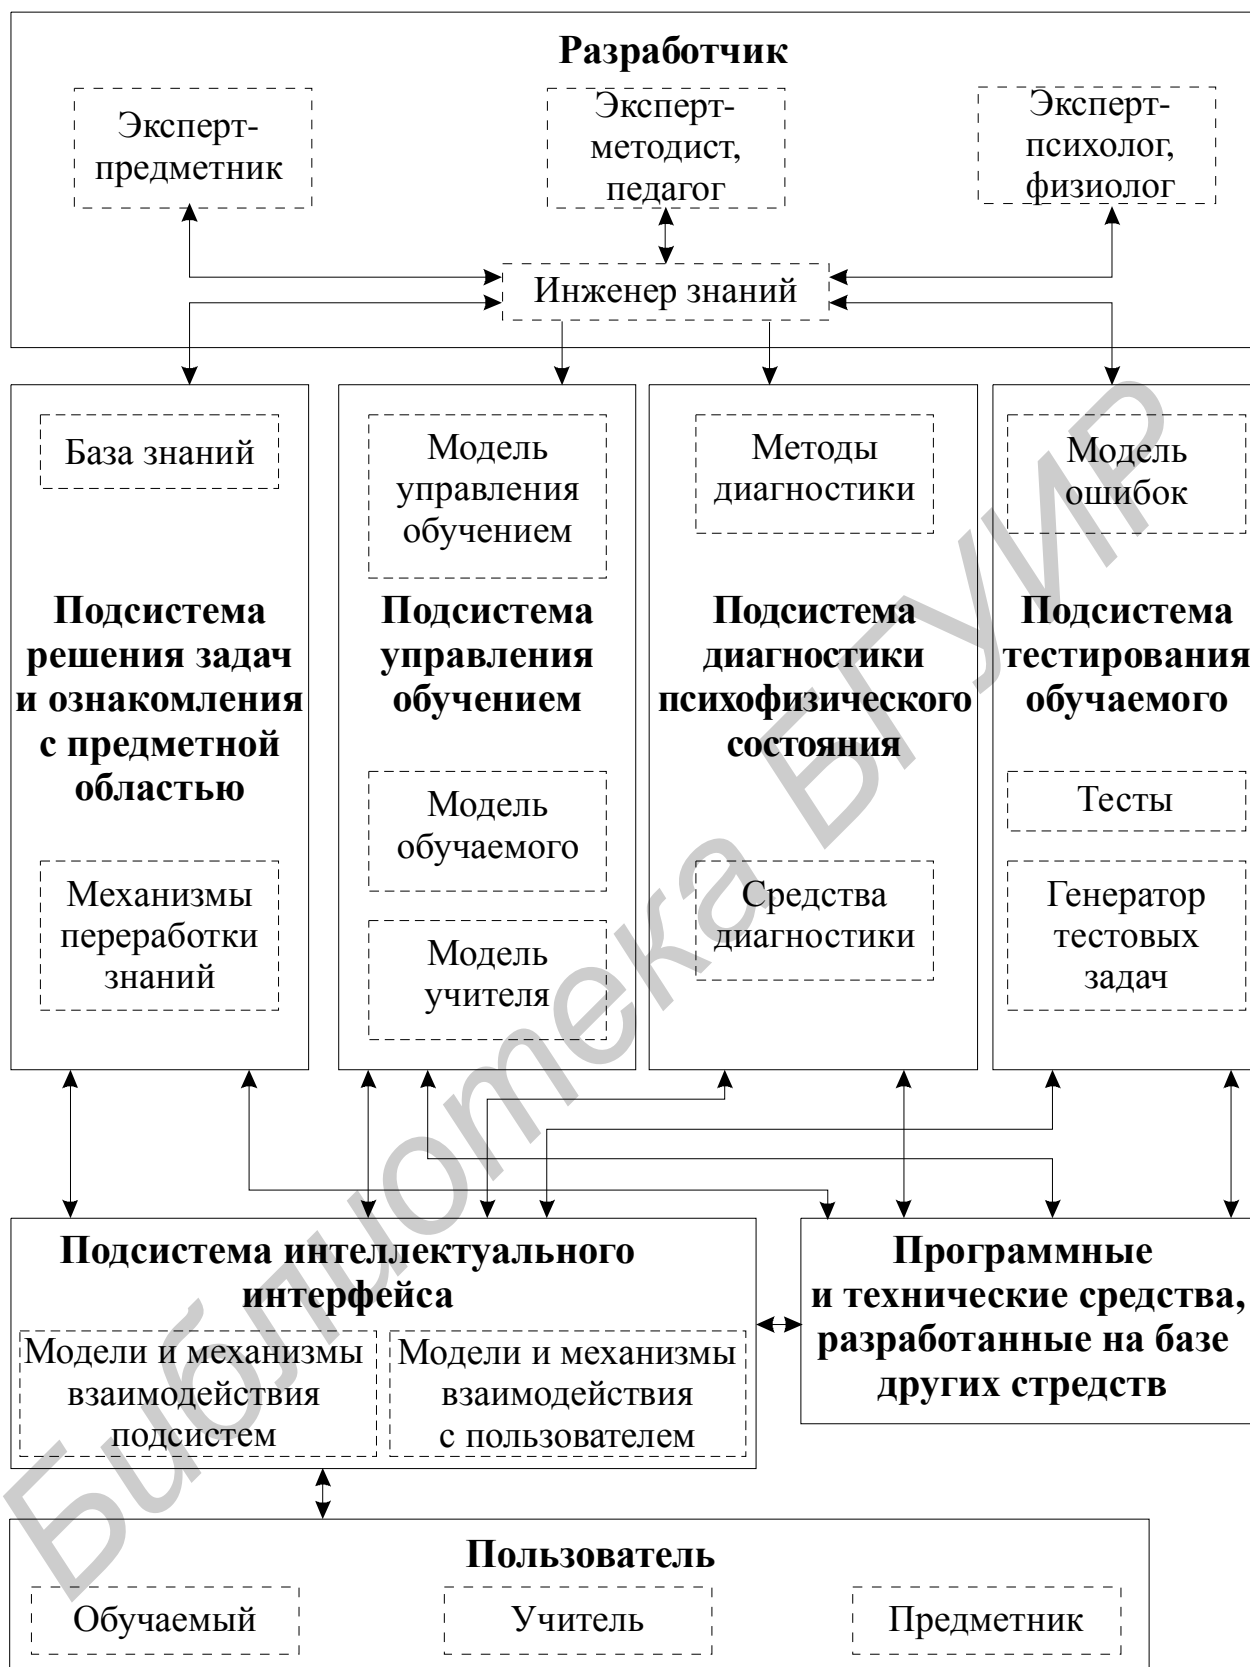 Разработчик
Эксперт-
предметник
Эксперт-
методист,
педагог
Эксперт-
психолог,
физиолог
Инженер знаний
База знаний
Подсистема
решения задач
и ознакомления
с предметной
областью
Механизмы
переработки
знаний
Модель
управления
обучением
Подсистема
управления
обучением
Модель
обучаемого
Модель
учителя
Методы
диагностики
Подсистема
диагностики
психофизического
состояния
Средства
диагностики
Модель
ошибок
Подсистема
тестирования
обучаемого
Тесты
Генератор
тестовых
задач
Подсистема интеллектуального
интерфейса
Модели и механизмы
взаимодействия
подсистем
Модели и механизмы
взаимодействия
с пользователем
Программные
и технические средства,
разработанные на базе
других стредств
Пользователь
Обучаемый
Учитель
Предметник
Библиотека БГУИР